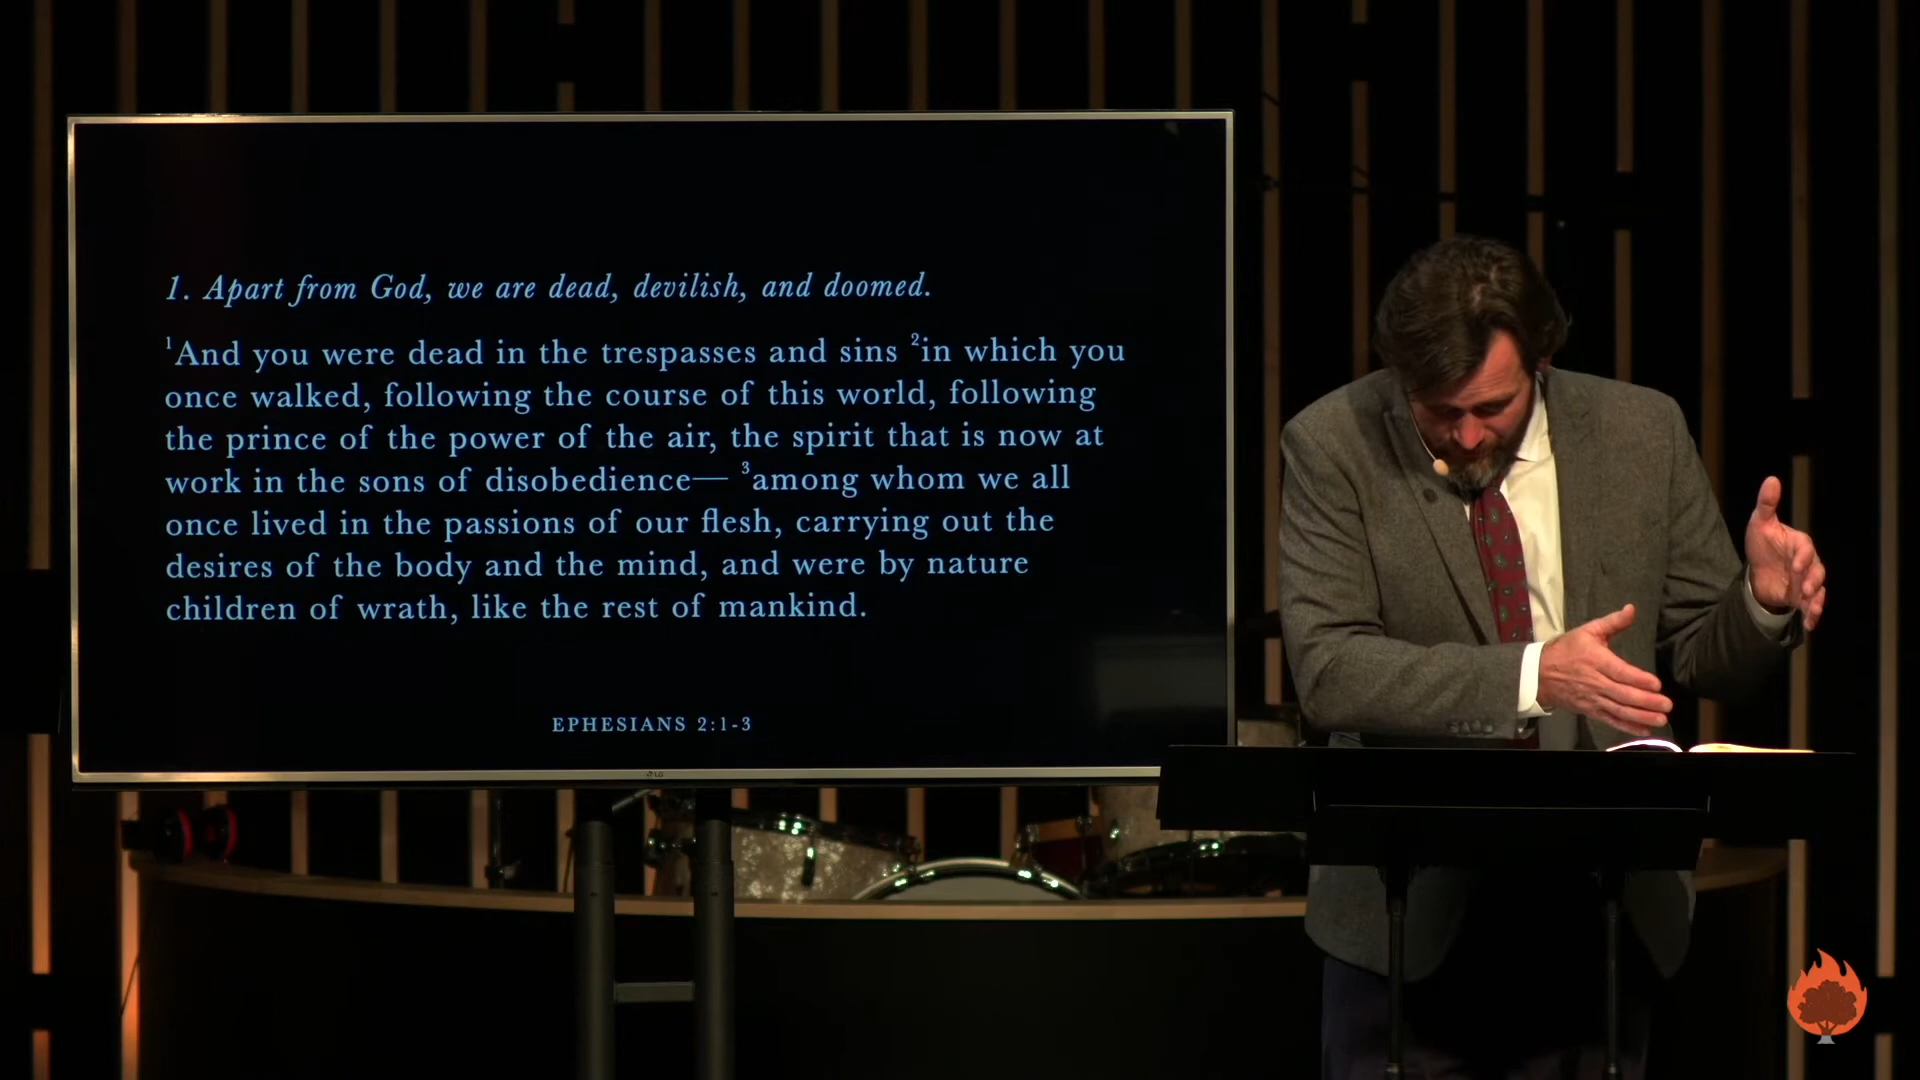 1. Apart from God, we are dead, devilish, and doomed.
1And you were dead in the trespasses and sins 2in which you
once walked, following the course of this world, following
the prince of the power of the air, the spirit that is now at
work in the sons of disobedience— 3among whom we all
once lived in the passions of our flesh, carrying out the
desires of the body and the mind, and were by nature
children of wrath, like the rest of mankind.
EPHESIANS 2:1-3
LG